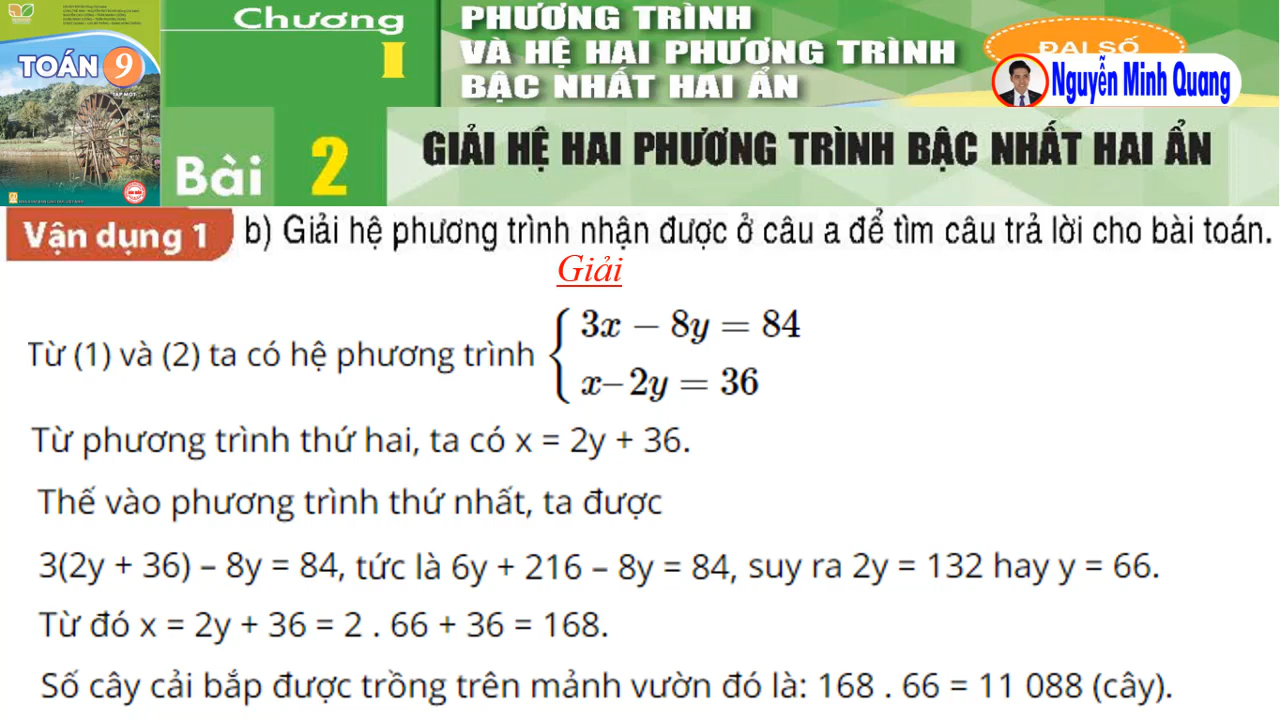 Chương
I
PHƯƠNG TRÌNH
VÀ HỆ HAI PHƯƠNG TRÌNH
BẬC NHẤT HAI ẨN
ĐẠI SỐ
Nguyễn Minh Quang
TOÁN 9
TẬP MỘT
Bài 2
GIẢI HỆ HAI PHƯƠNG TRÌNH BẬC NHẤT HAI ẨN
Vận dụng 1 b) Giải hệ phương trình nhận được ở câu a để tìm câu trả lời cho bài toán.
Giải
Từ (1) và (2) ta có hệ phương trình { 3x − 8y = 84
x– 2y = 36
Từ phương trình thứ hai, ta có x = 2y + 36.
Thế vào phương trình thứ nhất, ta được
3(2y + 36) – 8y = 84, tức là 6y + 216 – 8y = 84, suy ra 2y = 132 hay y = 66.
Từ đó x = 2y + 36 = 2 . 66 + 36 = 168.
Số cây cải bắp được trồng trên mảnh vườn đó là: 168 . 66 = 11 088 (cây).